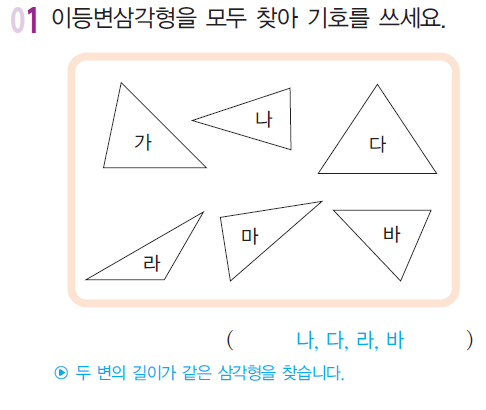 01 이등변삼각형을 모두 찾아 기호를 쓰세요.
가 나 다
라 마 바
( 나, 다, 라, 바 )
▶ 두 변의 길이가 같은 삼각형을 찾습니다.